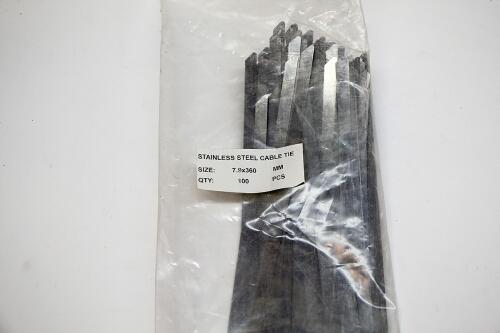 STAINLESS STEEL CABLE TIE
SIZE: 7.9x360 MM
QTY: 100 PCS